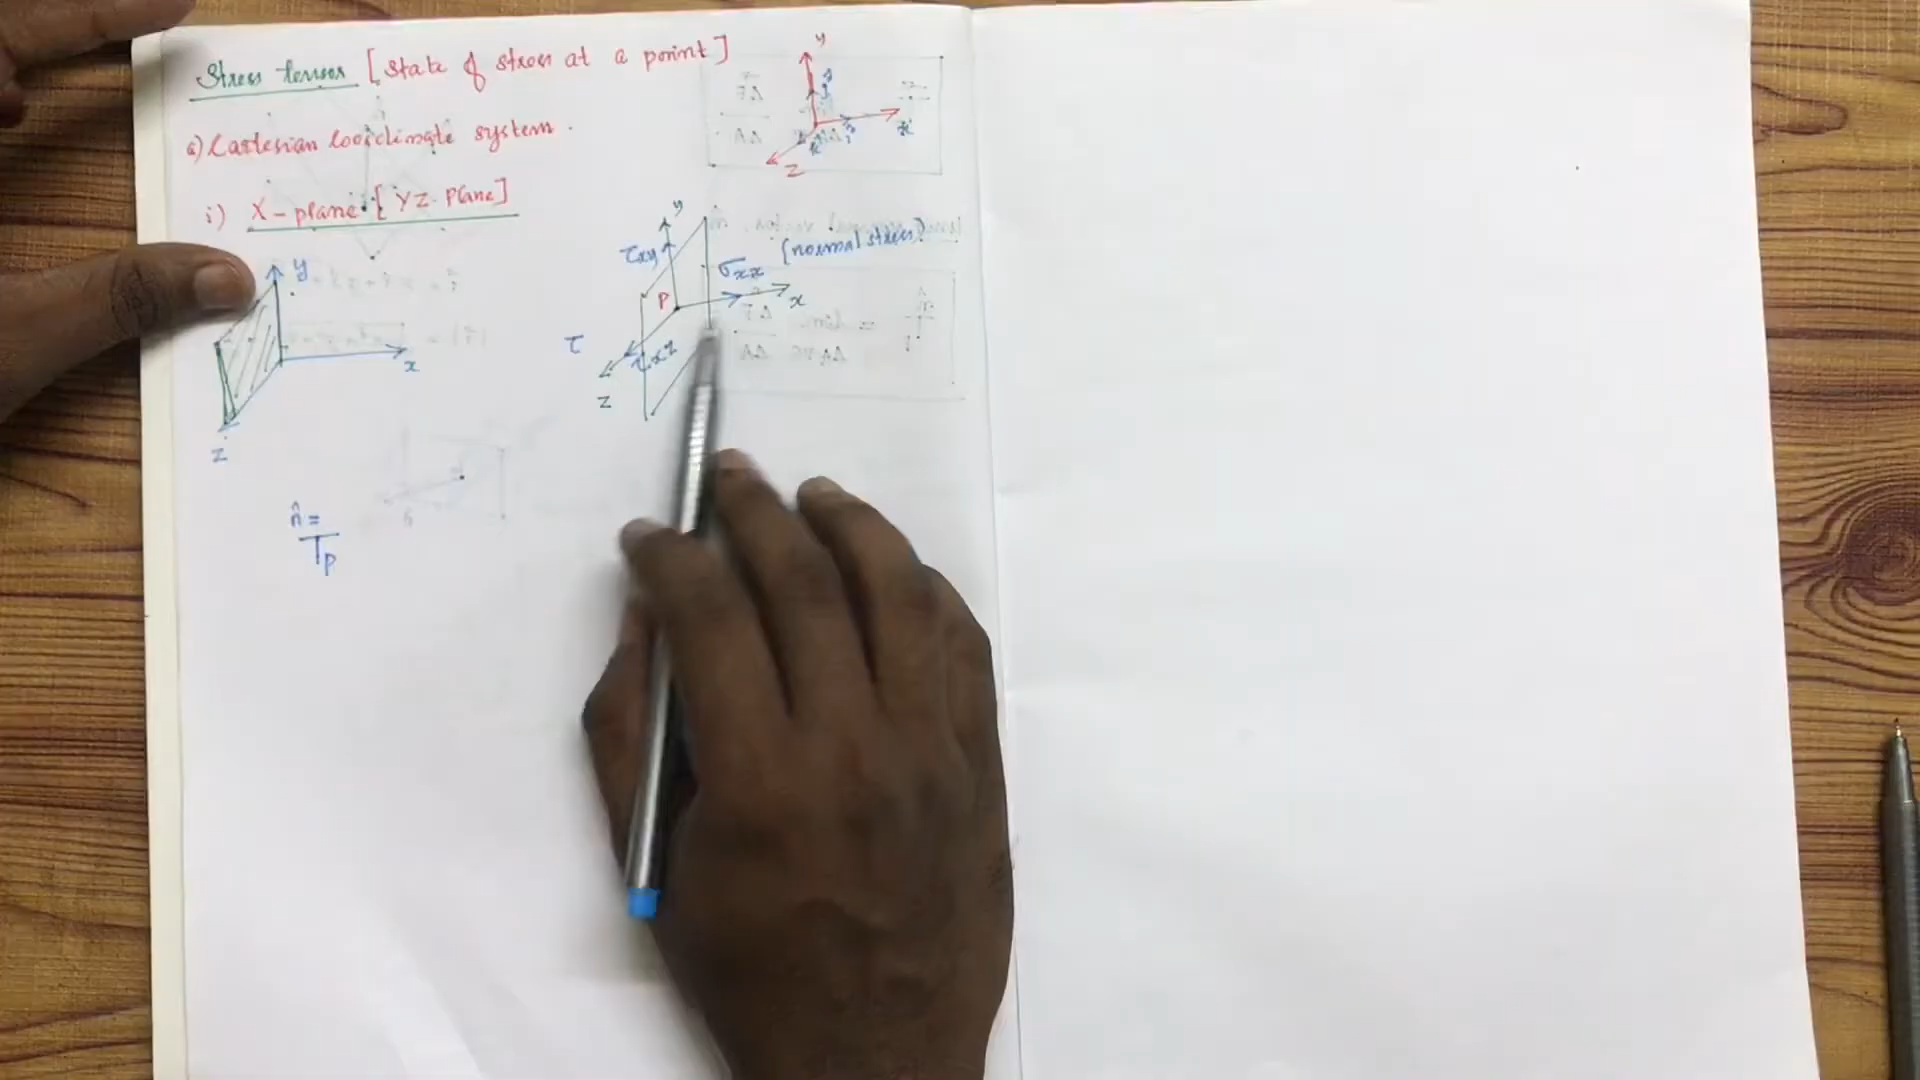 Stress tensor [State of stress at a point]
a) Cartesian coordinate system.
i) X-plane [YZ-Plane]
y
x
z
y
x
z
y
τxy
(normal stress)
σxx
P
x
τ
τxz
z
n̂ =
Tp